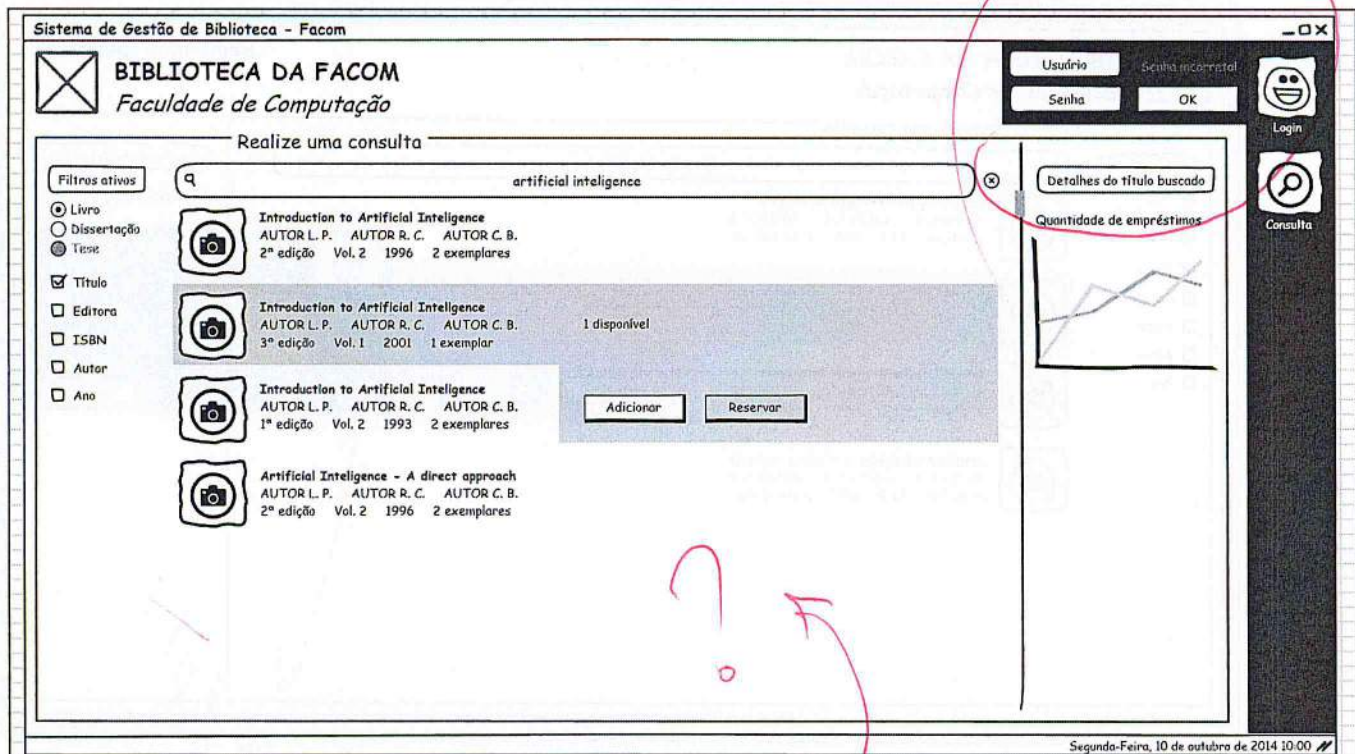 Sistema de Gestão de Biblioteca - Facom
BIBLIOTECA DA FACOM
Faculdade de Computação
Usuário Senha incorreta!
Senha OK
Login
Consulta
Realize uma consulta
Filtros ativos
Livro
Dissertação
Tese
Título
Editora
ISBN
Autor
Ano
artificial inteligence
Introduction to Artificial Inteligence
AUTOR L. P. AUTOR R. C. AUTOR C. B.
2ª edição Vol. 2 1996 2 exemplares
Introduction to Artificial Inteligence
AUTOR L. P. AUTOR R. C. AUTOR C. B. 1 disponível
3ª edição Vol. 1 2001 1 exemplar
Introduction to Artificial Inteligence
AUTOR L. P. AUTOR R. C. AUTOR C. B.
1ª edição Vol. 2 1993 2 exemplares
Adicionar Reservar
Artificial Inteligence - A direct approach
AUTOR L. P. AUTOR R. C. AUTOR C. B.
2ª edição Vol. 2 1996 2 exemplares
Detalhes do título buscado
Quantidade de empréstimos
?
Segunda-Feira, 10 de outubro de 2014 10:00